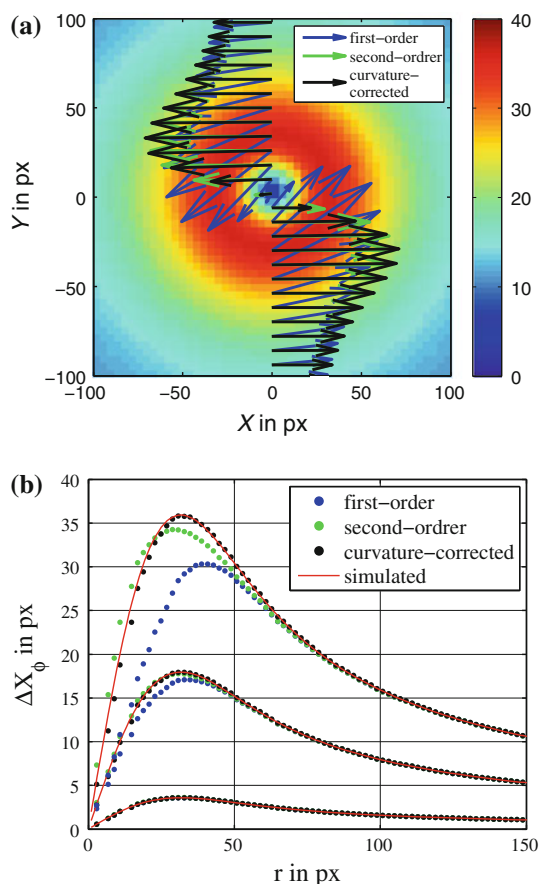 (a)
100
50
0
−50
−100
Y in px
−100
−50
0
50
100
X in px
first−order
second−ordrer
curvature−
corrected
40
30
20
10
0
(b)
40
35
30
25
20
15
10
5
0
ΔX_ϕ in px
first−order
second−ordrer
curvature−corrected
simulated
0
50
100
150
r in px